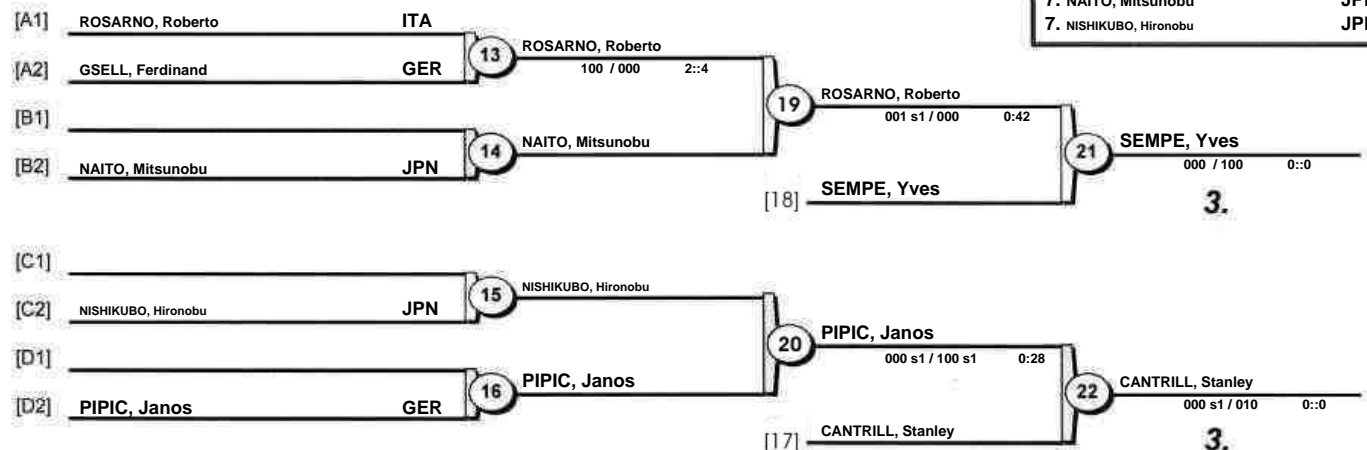 7. NAITO, Mitsunobu
7. NISHIKUBO, Hironobu
[A1] ROSARNO, Roberto ITA
13 ROSARNO, Roberto
100 / 000 2::4
[A2] GSELL, Ferdinand GER
19 ROSARNO, Roberto
001 s1 / 000 0:42
[B1]
14 NAITO, Mitsunobu
21 SEMPE, Yves
000 / 100 0::0
[B2] NAITO, Mitsunobu JPN
[18] SEMPE, Yves
3.
[C1]
15 NISHIKUBO, Hironobu
[C2] NISHIKUBO, Hironobu JPN
20 PIPIC, Janos
000 s1 / 100 s1 0:28
[D1]
16 PIPIC, Janos
22 CANTRILL, Stanley
000 s1 / 010 0::0
[D2] PIPIC, Janos GER
[17] CANTRILL, Stanley
3.